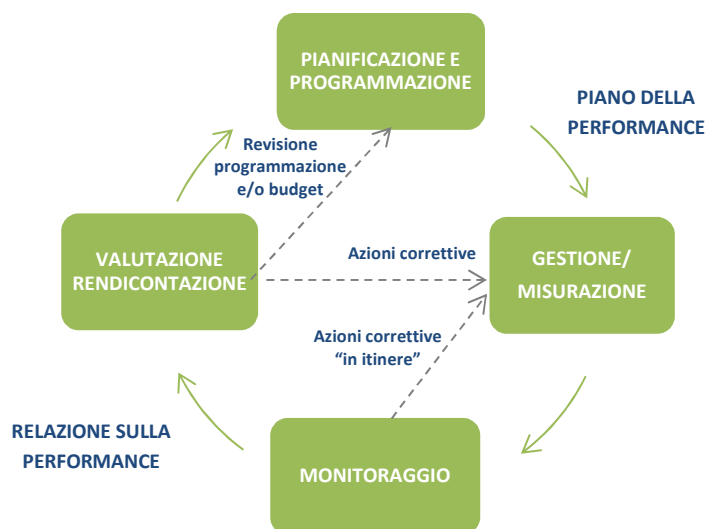 PIANIFICAZIONE E
PROGRAMMAZIONE
PIANO DELLA
PERFORMANCE
Revisione
programmazione
e/o budget
VALUTAZIONE
RENDICONTAZIONE
Azioni correttive
GESTIONE/
MISURAZIONE
Azioni correttive
“in itinere”
RELAZIONE SULLA
PERFORMANCE
MONITORAGGIO